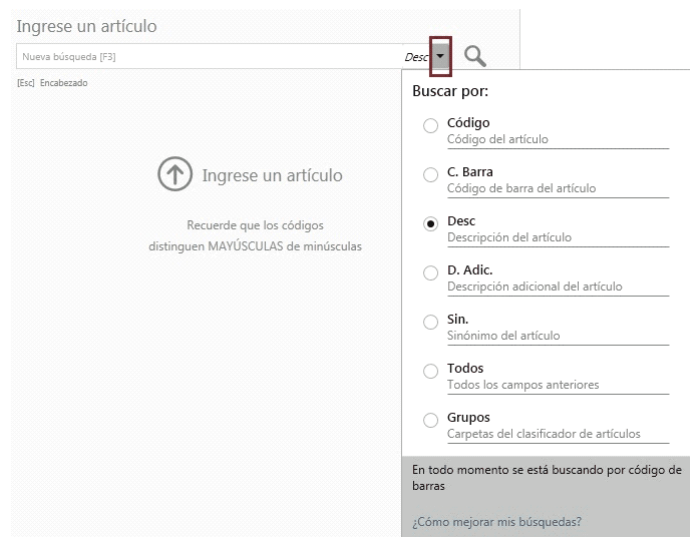 Ingrese un artículo
Nueva búsqueda [F3]
Desc
[Esc] Encabezado
Ingrese un artículo
Recuerde que los códigos
distinguen MAYÚSCULAS de minúsculas
Buscar por:
Código
Código del artículo
C. Barra
Código de barra del artículo
Desc
Descripción del artículo
D. Adic.
Descripción adicional del artículo
Sin.
Sinónimo del artículo
Todos
Todos los campos anteriores
Grupos
Carpetas del clasificador de artículos
En todo momento se está buscando por código de
barras
¿Cómo mejorar mis búsquedas?